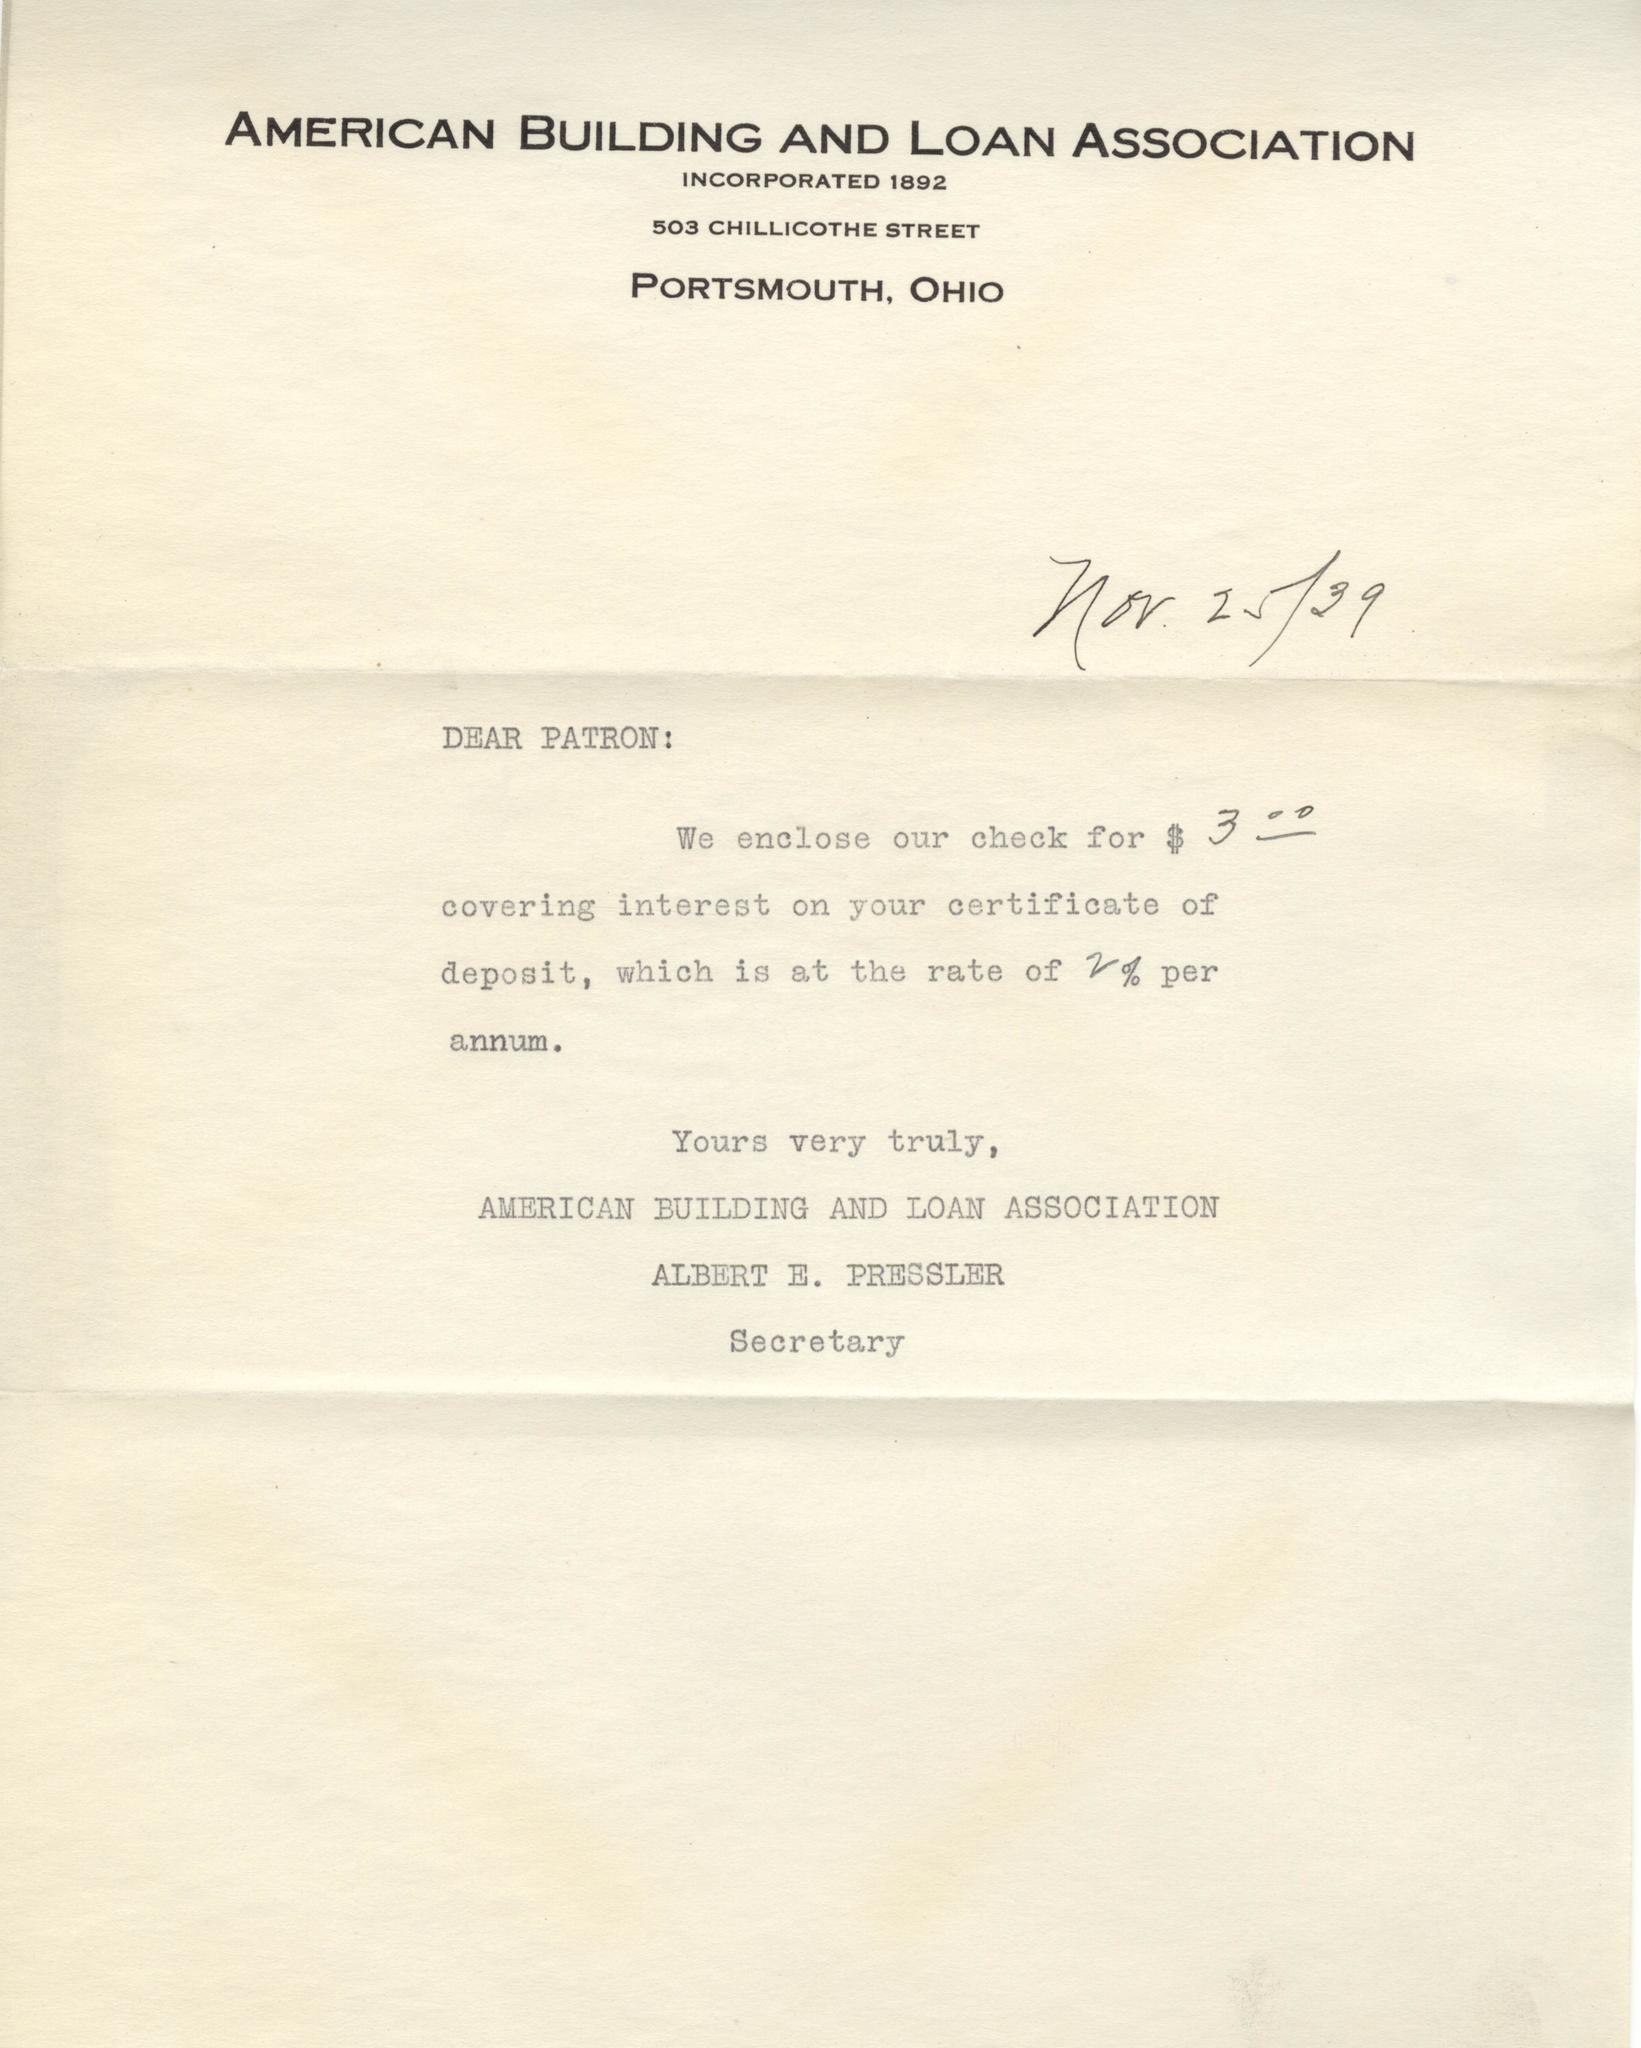 AMERICAN BUILDING AND LOAN ASSOCIATION
INCORPORATED 1892
503 CHILLICOTHE STREET
PORTSMOUTH, OHIO
Nov. 25/39
DEAR PATRON:
We enclose our check for $ 3 00
covering interest on your certificate of
deposit, which is at the rate of 2% per
annum.
Yours very truly,
AMERICAN BUILDING AND LOAN ASSOCIATION
ALBERT E. PRESSLER
Secretary